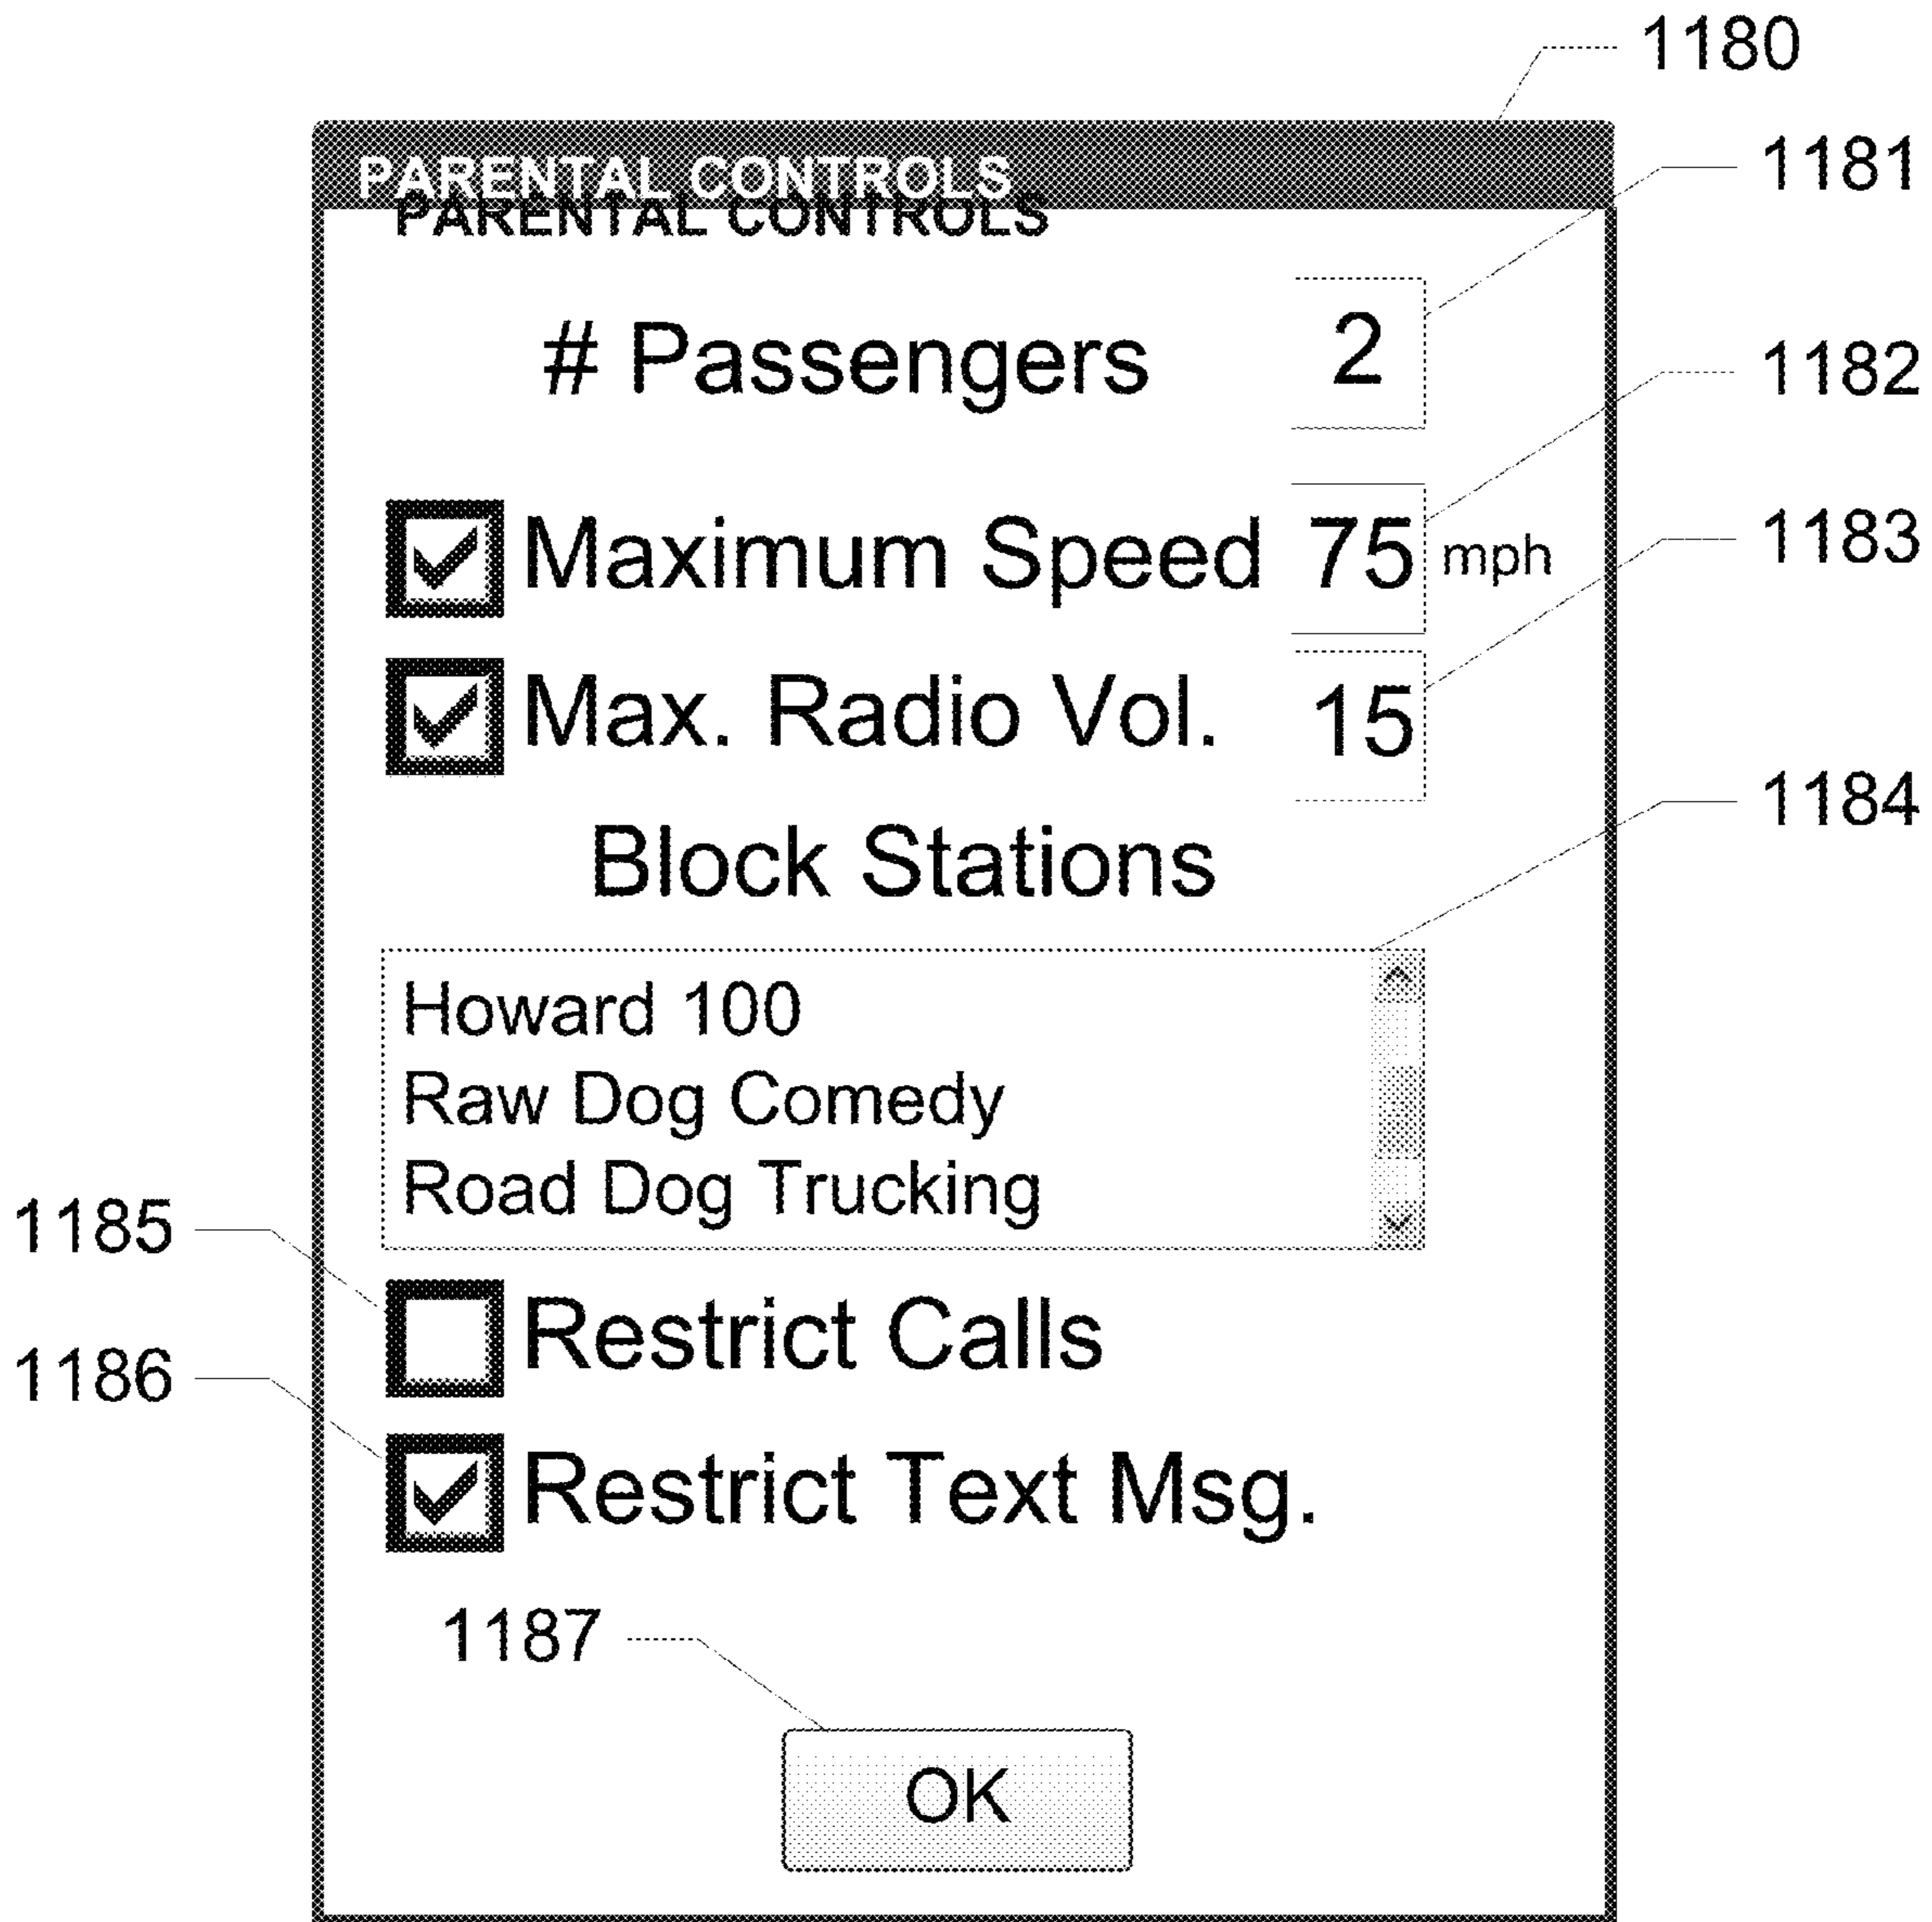 1180
PARENTAL CONTROLS
PARENTAL CONTROLS
1181
# Passengers 2
1182
Maximum Speed 75 mph
1183
Max. Radio Vol. 15
1184
Block Stations
Howard 100
Raw Dog Comedy
Road Dog Trucking
1185
Restrict Calls
1186
Restrict Text Msg.
1187
OK